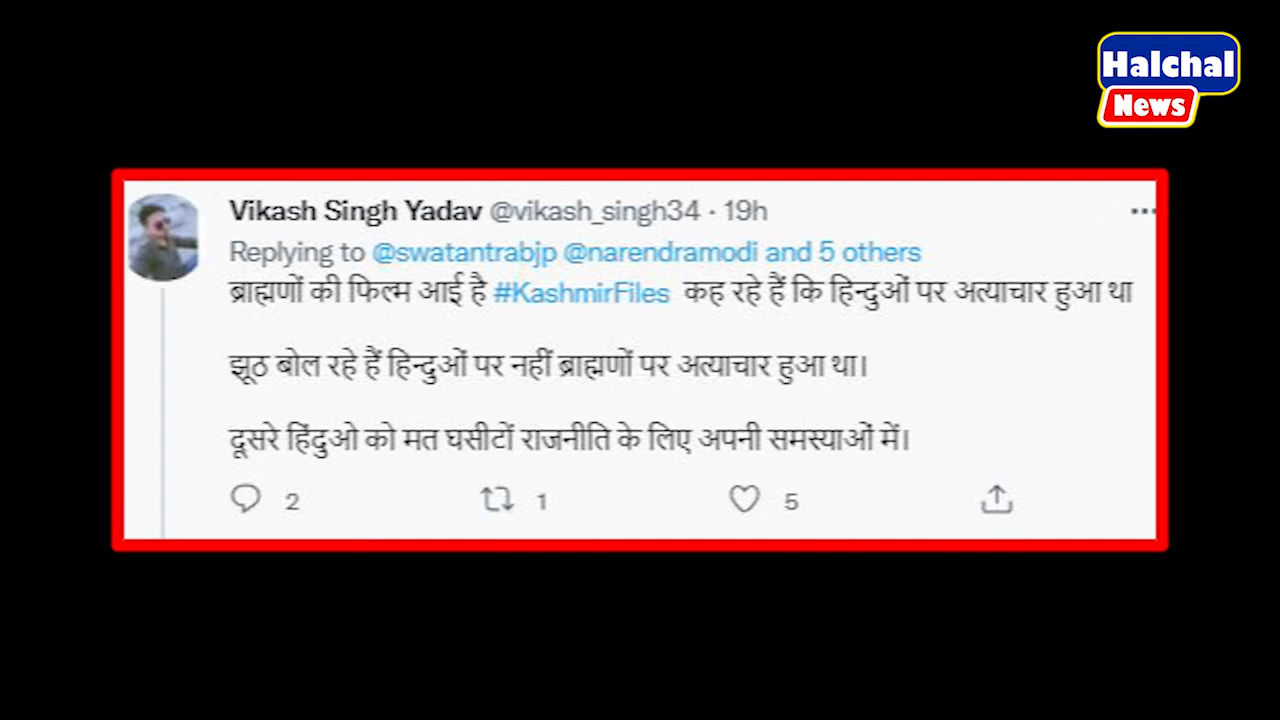 Halchal
News
Vikash Singh Yadav @vikash_singh34 · 19h
Replying to @swatantrabjp @narendramodi and 5 others
ब्राह्मणों की फिल्म आई है #KashmirFiles कह रहे हैं कि हिन्दुओं पर अत्याचार हुआ था
झूठ बोल रहे हैं हिन्दुओं पर नहीं ब्राह्मणों पर अत्याचार हुआ था।
दूसरे हिंदुओ को मत घसीटों राजनीति के लिए अपनी समस्याओं में।
2 1 5